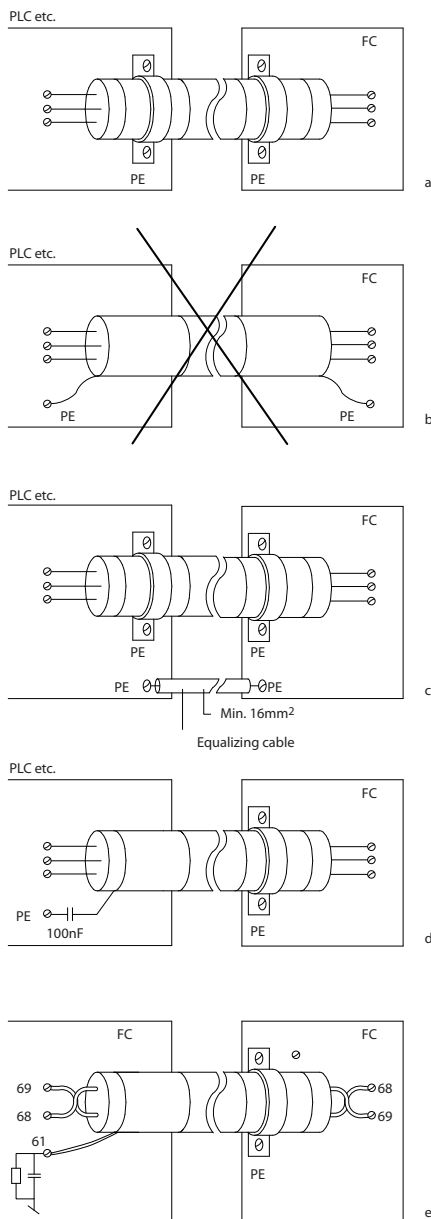 PLC etc.
FC
PE
PE
a
PLC etc.
FC
PE
PE
b
PLC etc.
FC
PE
PE
PE
PE
c
Min. 16mm²
Equalizing cable
PLC etc.
FC
PE
100nF
PE
d
FC
FC
69
68
68
69
61
PE
e